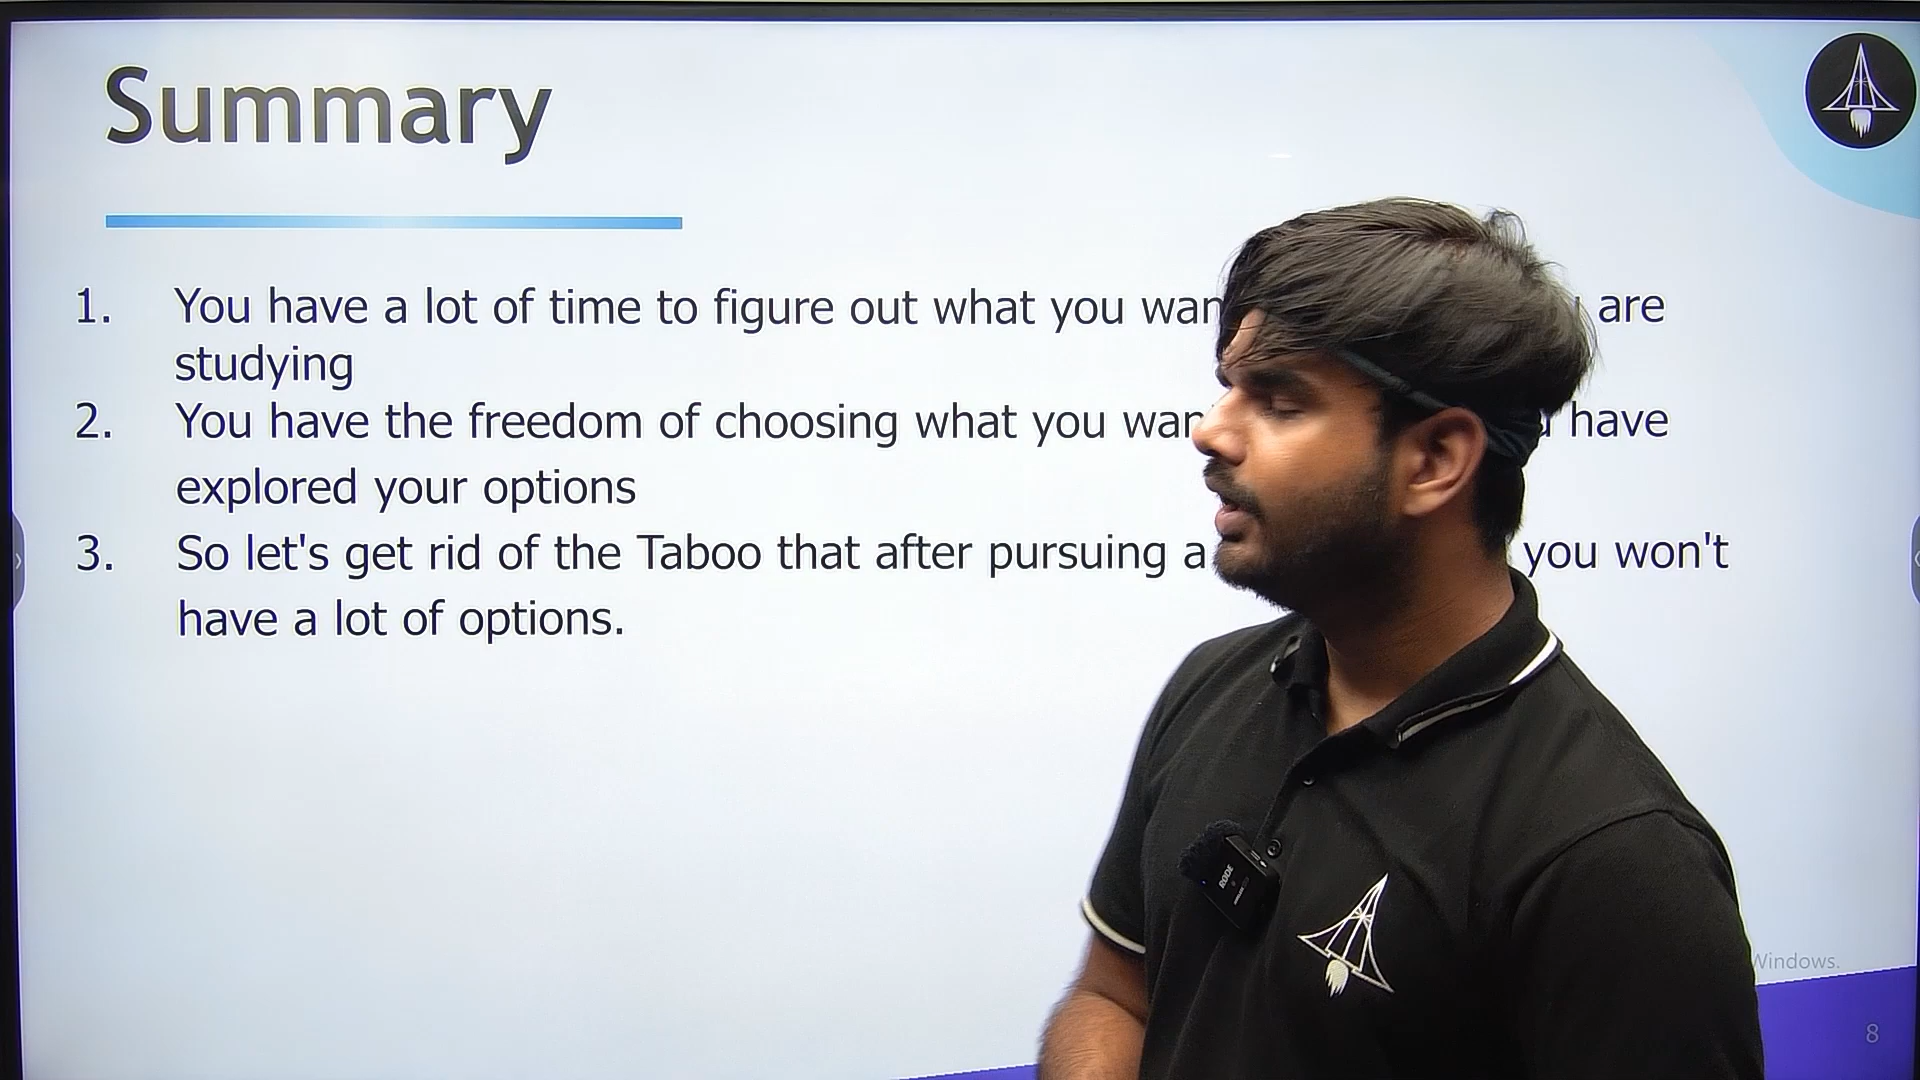 Summary
1. You have a lot of time to figure out what you are
studying
2. You have the freedom of choosing what you have
explored your options
3. So let's get rid of the Taboo that after pursuing a you won't
have a lot of options.
RODE
Windows.
8